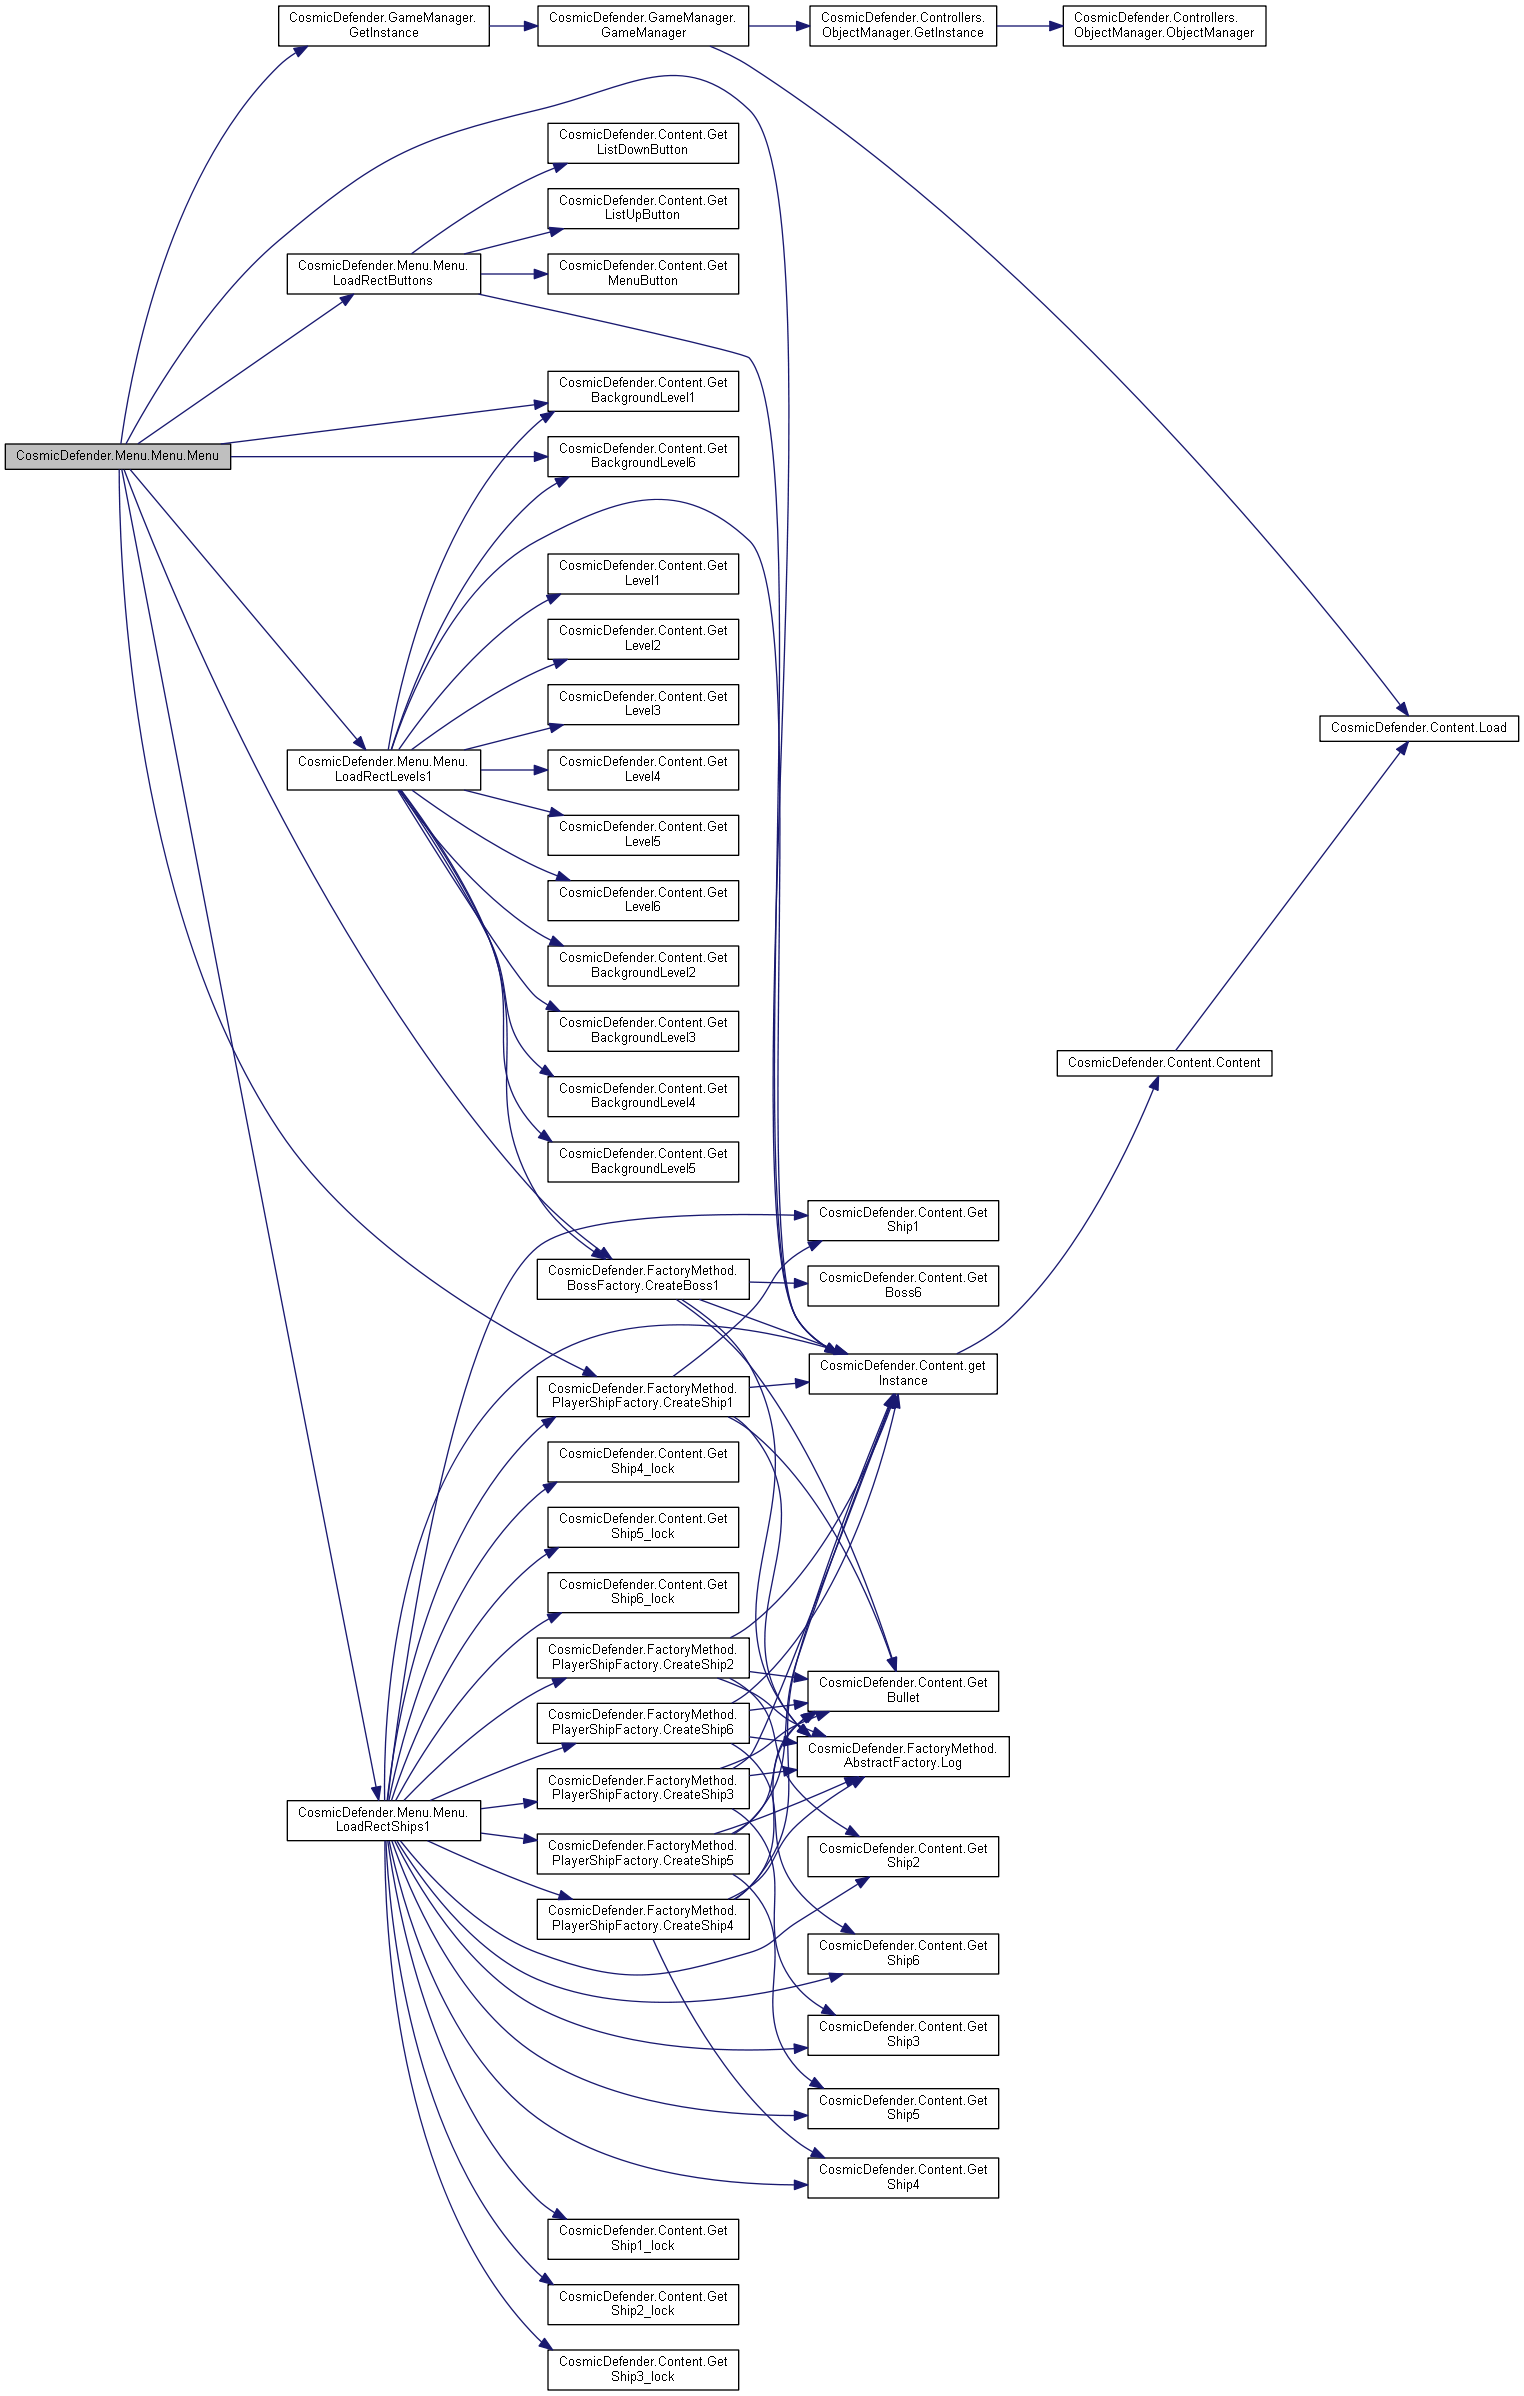 CosmicDefender.GameManager.
GetInstance
CosmicDefender.GameManager.
GameManager
CosmicDefender.Controllers.
ObjectManager.GetInstance
CosmicDefender.Controllers.
ObjectManager.ObjectManager
CosmicDefender.Content.Get
ListDownButton
CosmicDefender.Content.Get
ListUpButton
CosmicDefender.Menu.Menu.
LoadRectButtons
CosmicDefender.Content.Get
MenuButton
CosmicDefender.Content.Get
BackgroundLevel1
CosmicDefender.Menu.Menu.Menu
CosmicDefender.Content.Get
BackgroundLevel6
CosmicDefender.Content.Get
Level1
CosmicDefender.Content.Get
Level2
CosmicDefender.Content.Get
Level3
CosmicDefender.Content.Load
CosmicDefender.Menu.Menu.
LoadRectLevels1
CosmicDefender.Content.Get
Level4
CosmicDefender.Content.Get
Level5
CosmicDefender.Content.Get
Level6
CosmicDefender.Content.Get
BackgroundLevel2
CosmicDefender.Content.Get
BackgroundLevel3
CosmicDefender.Content.Content
CosmicDefender.Content.Get
BackgroundLevel4
CosmicDefender.Content.Get
BackgroundLevel5
CosmicDefender.Content.Get
Ship1
CosmicDefender.FactoryMethod.
BossFactory.CreateBoss1
CosmicDefender.Content.Get
Boss6
CosmicDefender.Content.get
Instance
CosmicDefender.FactoryMethod.
PlayerShipFactory.CreateShip1
CosmicDefender.Content.Get
Ship4_lock
CosmicDefender.Content.Get
Ship5_lock
CosmicDefender.Content.Get
Ship6_lock
CosmicDefender.FactoryMethod.
PlayerShipFactory.CreateShip2
CosmicDefender.Content.Get
Bullet
CosmicDefender.FactoryMethod.
PlayerShipFactory.CreateShip6
CosmicDefender.FactoryMethod.
AbstractFactory.Log
CosmicDefender.FactoryMethod.
PlayerShipFactory.CreateShip3
CosmicDefender.Menu.Menu.
LoadRectShips1
CosmicDefender.FactoryMethod.
PlayerShipFactory.CreateShip5
CosmicDefender.Content.Get
Ship2
CosmicDefender.FactoryMethod.
PlayerShipFactory.CreateShip4
CosmicDefender.Content.Get
Ship6
CosmicDefender.Content.Get
Ship3
CosmicDefender.Content.Get
Ship5
CosmicDefender.Content.Get
Ship4
CosmicDefender.Content.Get
Ship1_lock
CosmicDefender.Content.Get
Ship2_lock
CosmicDefender.Content.Get
Ship3_lock